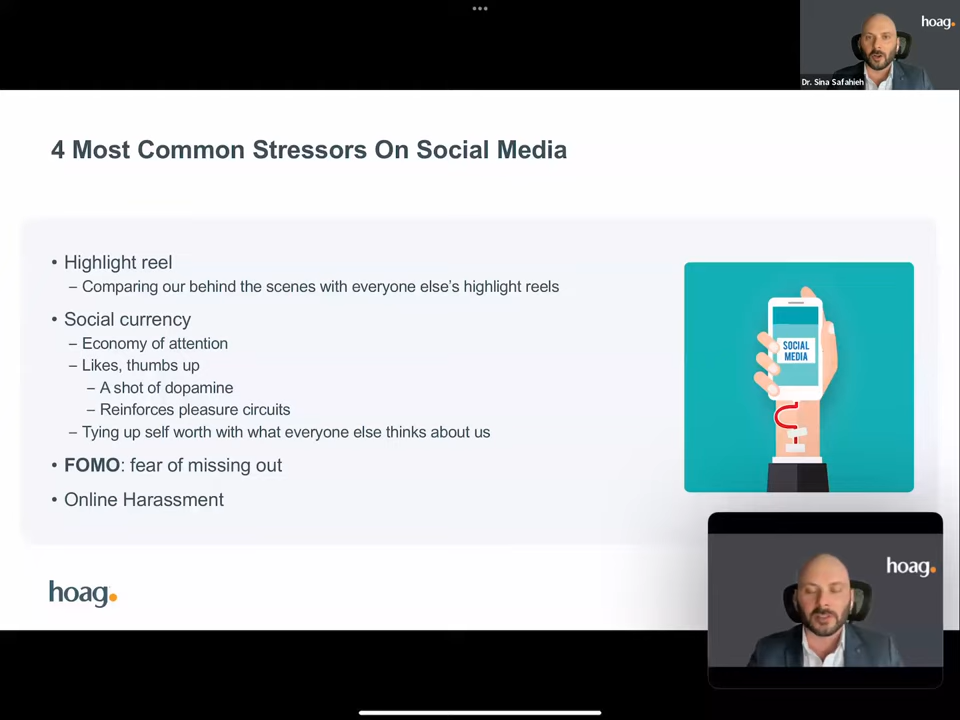 hoag.
Dr. Sina Safahieh
4 Most Common Stressors On Social Media
• Highlight reel
– Comparing our behind the scenes with everyone else’s highlight reels
• Social currency
– Economy of attention
– Likes, thumbs up
– A shot of dopamine
– Reinforces pleasure circuits
– Tying up self worth with what everyone else thinks about us
• FOMO: fear of missing out
• Online Harassment
SOCIAL
MEDIA
hoag.
hoag.